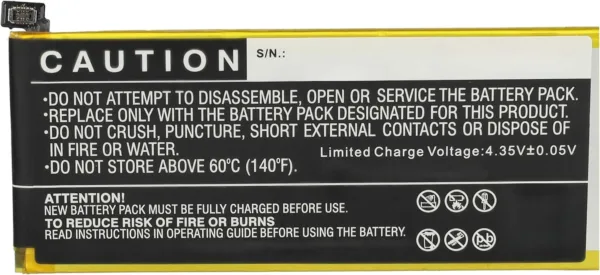 CAUTION
S/N.:
•DO NOT ATTEMPT TO DISASSEMBLE, OPEN OR SERVICE THE BATTERY PACK.
•REPLACE ONLY WITH THE BATTERY PACK DESIGNATED FOR THIS PRODUCT.
•DO NOT CRUSH, PUNCTURE, SHORT EXTERNAL CONTACTS OR DISPOSE OF
IN FIRE OR WATER.
Limited Charge Voltage:4.35V±0.05V
•DO NOT STORE ABOVE 60°C (140°F).
ATTENTION!
NEW BATTERY PACK MUST BE FULLY CHARGED BEFORE USE.
TO REDUCE RISK OF FIRE OR BURNS
READ INSTRUCTIONS IN OPERATING GUIDE BEFORE USING THE BATTERY.
Pb